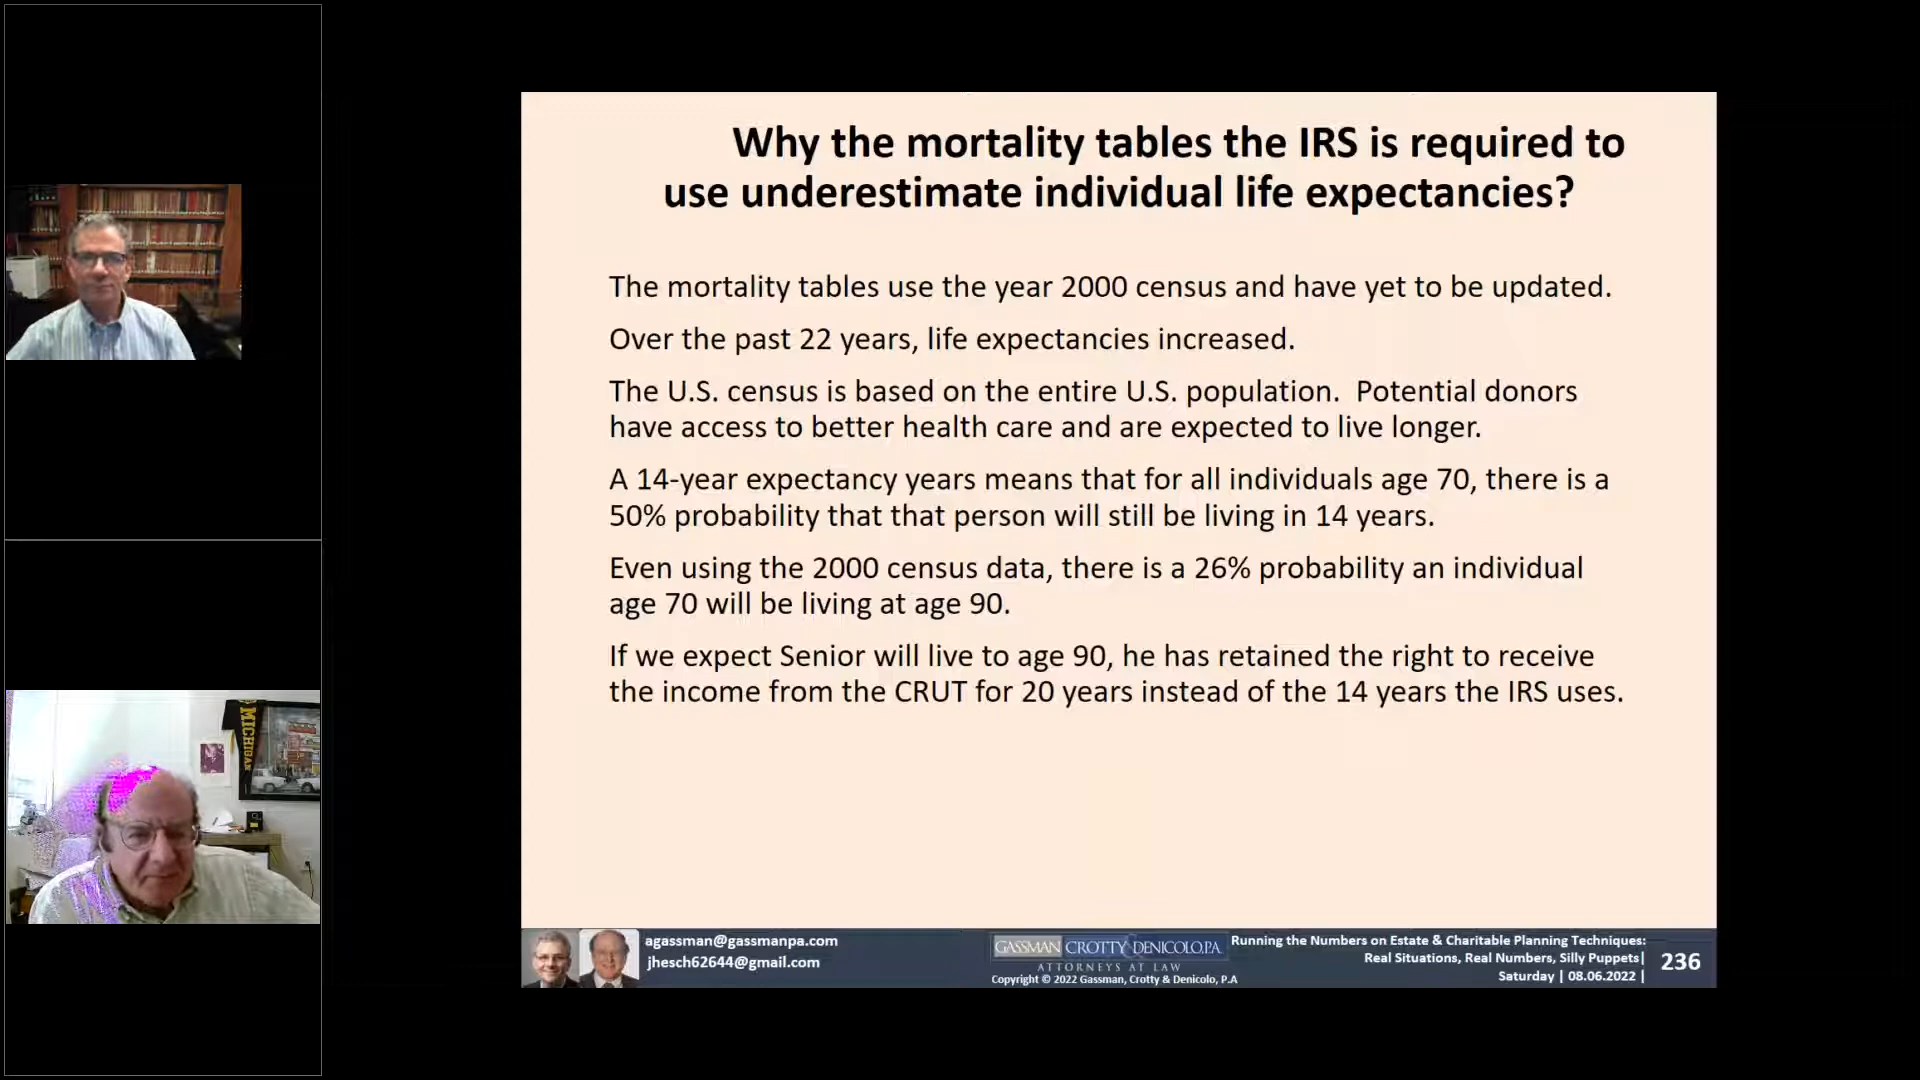 Why the mortality tables the IRS is required to
use underestimate individual life expectancies?
The mortality tables use the year 2000 census and have yet to be updated.
Over the past 22 years, life expectancies increased.
The U.S. census is based on the entire U.S. population.  Potential donors
have access to better health care and are expected to live longer.
A 14-year expectancy years means that for all individuals age 70, there is a
50% probability that that person will still be living in 14 years.
Even using the 2000 census data, there is a 26% probability an individual
age 70 will be living at age 90.
If we expect Senior will live to age 90, he has retained the right to receive
the income from the CRUT for 20 years instead of the 14 years the IRS uses.
MICHIGAN
agassman@gassmanpa.com
jhesch62644@gmail.com
GASSMAN CROTTY & DENICOLO, P.A.
ATTORNEYS AT LAW
Copyright © 2022 Gassman, Crotty & Denicolo, P.A
Running the Numbers on Estate & Charitable Planning Techniques:
Real Situations, Real Numbers, Silly Puppets|
Saturday | 08.06.2022 |
236